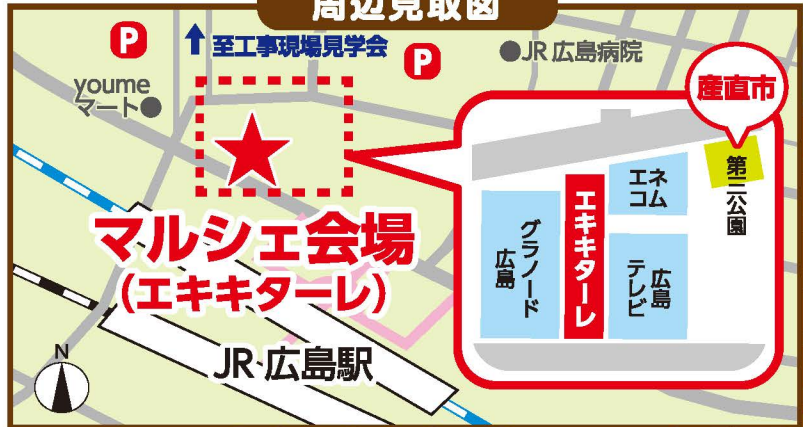 周辺見取図
P
至工事現場見学会
P
JR広島病院
youme
マート
産直市
マルシェ会場
(エキキターレ)
JR広島駅
N
グラノード
広島
エキキターレ
エネ
コム
広島
テレビ
第三公園